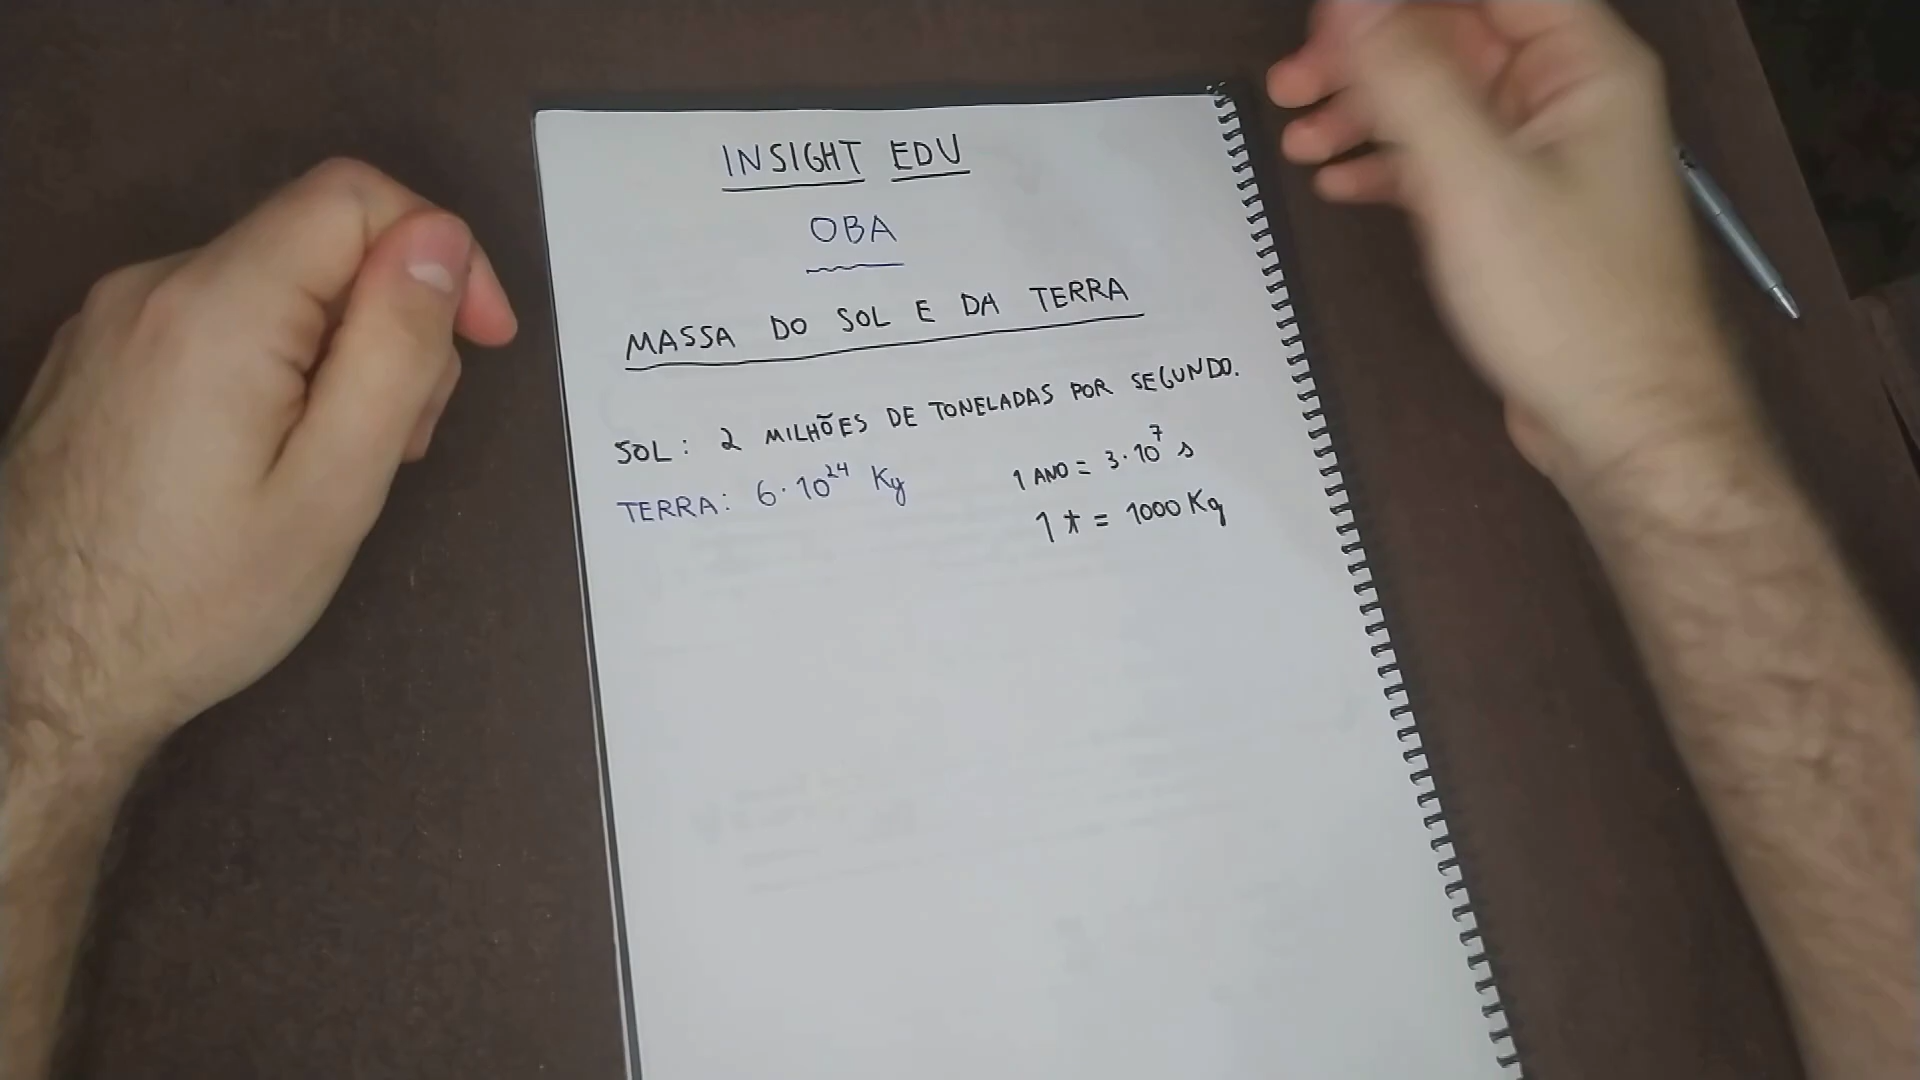 INSIGHT EDU
OBA
MASSA DO SOL E DA TERRA
SOL: 2 MILHÕES DE TONELADAS POR SEGUNDO.
TERRA: 6·10²⁴ Kg
1 ANO = 3·10⁷ s
1 t = 1000 Kg